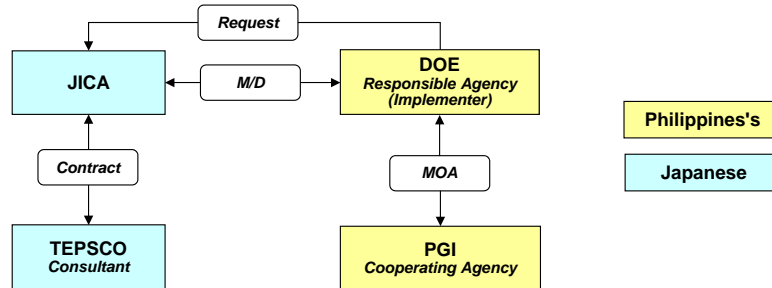 Request
JICA
M/D
DOE
Responsible Agency
(Implementer)
Philippines's
Contract
MOA
Japanese
TEPSCO
Consultant
PGI
Cooperating Agency